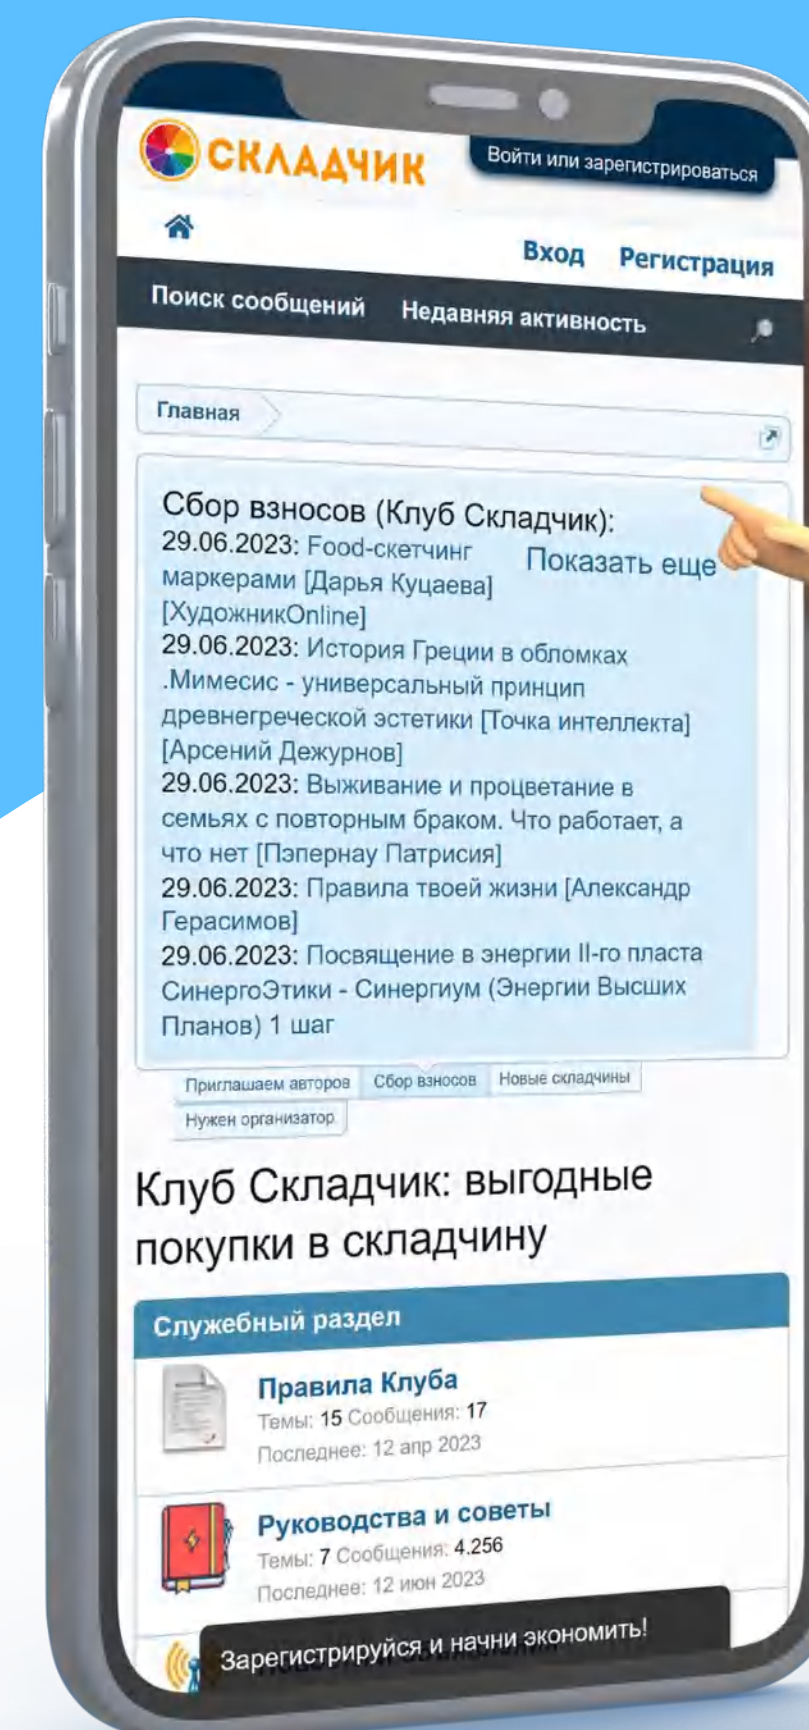 СКЛАДЧИК
Войти или зарегистрироваться
Вход Регистрация
Поиск сообщений Недавняя активность
Главная
Сбор взносов (Клуб Складчик):
29.06.2023: Food-скетчинг
Показать еще
маркерами [Дарья Куцаева]
[ХудожникOnline]
29.06.2023: История Греции в обломках
.Мимесис - универсальный принцип
древнегреческой эстетики [Точка интеллекта]
[Арсений Дежурнов]
29.06.2023: Выживание и процветание в
семьях с повторным браком. Что работает, а
что нет [Пэпернау Патрисия]
29.06.2023: Правила твоей жизни [Александр
Герасимов]
29.06.2023: Посвящение в энергии II-го пласта
СинергоЭтики - Синергиум (Энергии Высших
Планов) 1 шаг
Приглашаем авторов Сбор взносов Новые складчины
Нужен организатор
Клуб Складчик: выгодные
покупки в складчину
Служебный раздел
Правила Клуба
Темы: 15 Сообщения: 17
Последнее: 12 апр 2023
Руководства и советы
Темы: 7 Сообщения: 4.256
Последнее: 12 июн 2023
Зарегистрируйся и начни экономить!